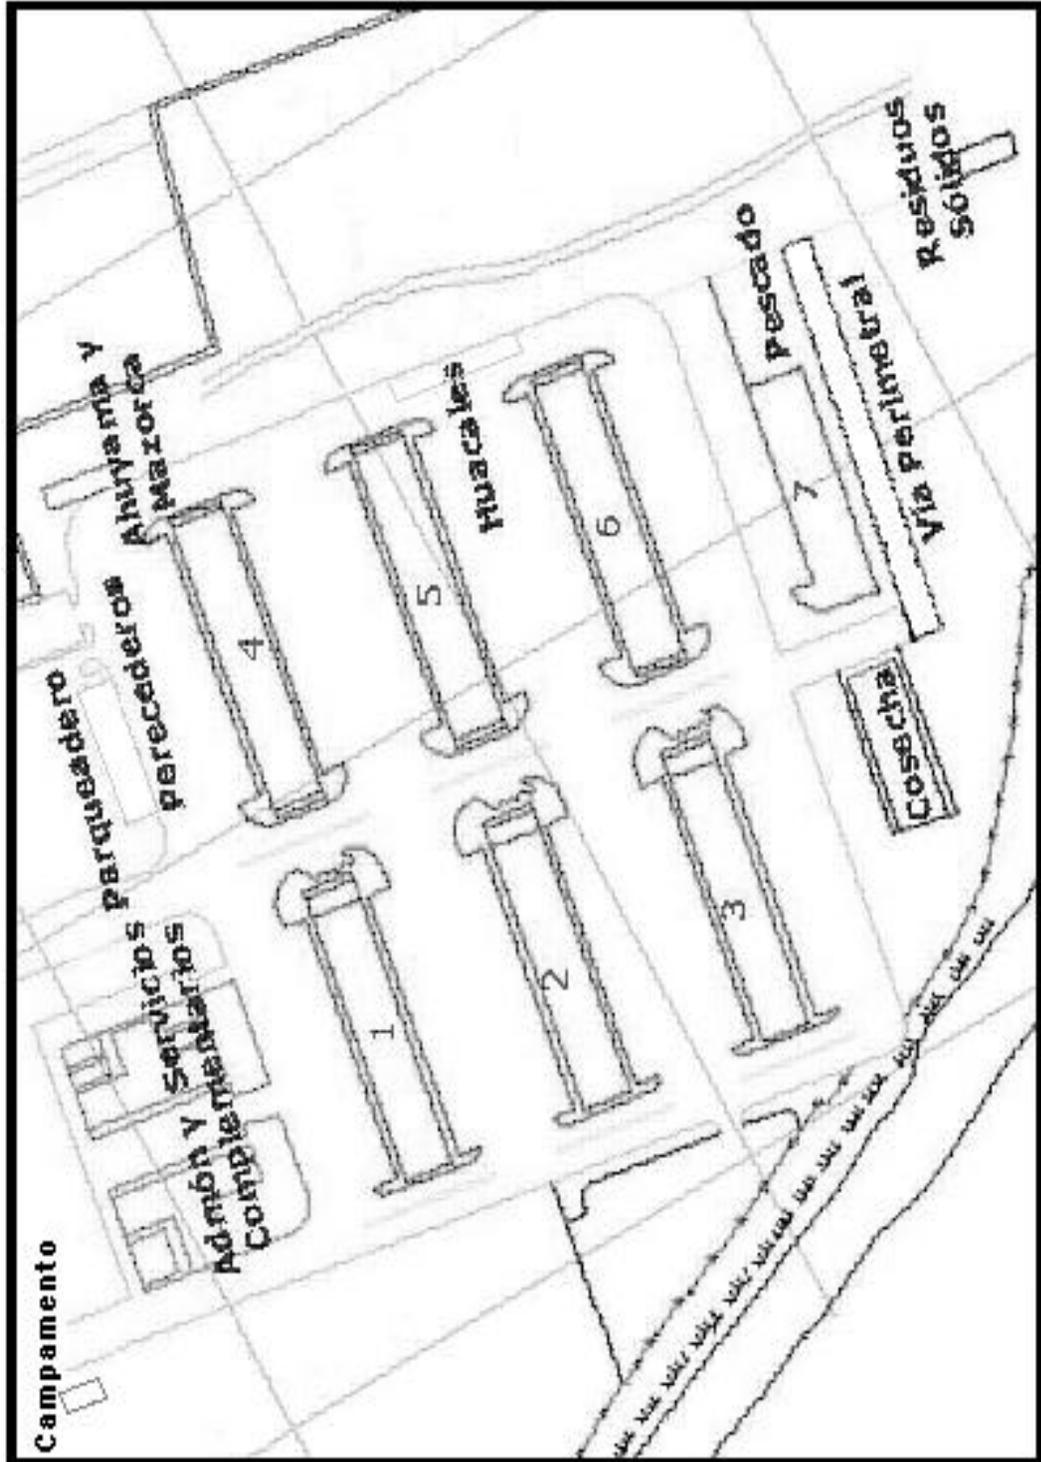 Campamento
Admón y Servicios
Complementarios
Parqueadero
Perecederos
Ahuyama y
Mazorca
1
4
2
5
Huacales
3
6
7
Pescado
Cosecha
Vía Perimetral
Residuos
Sólidos